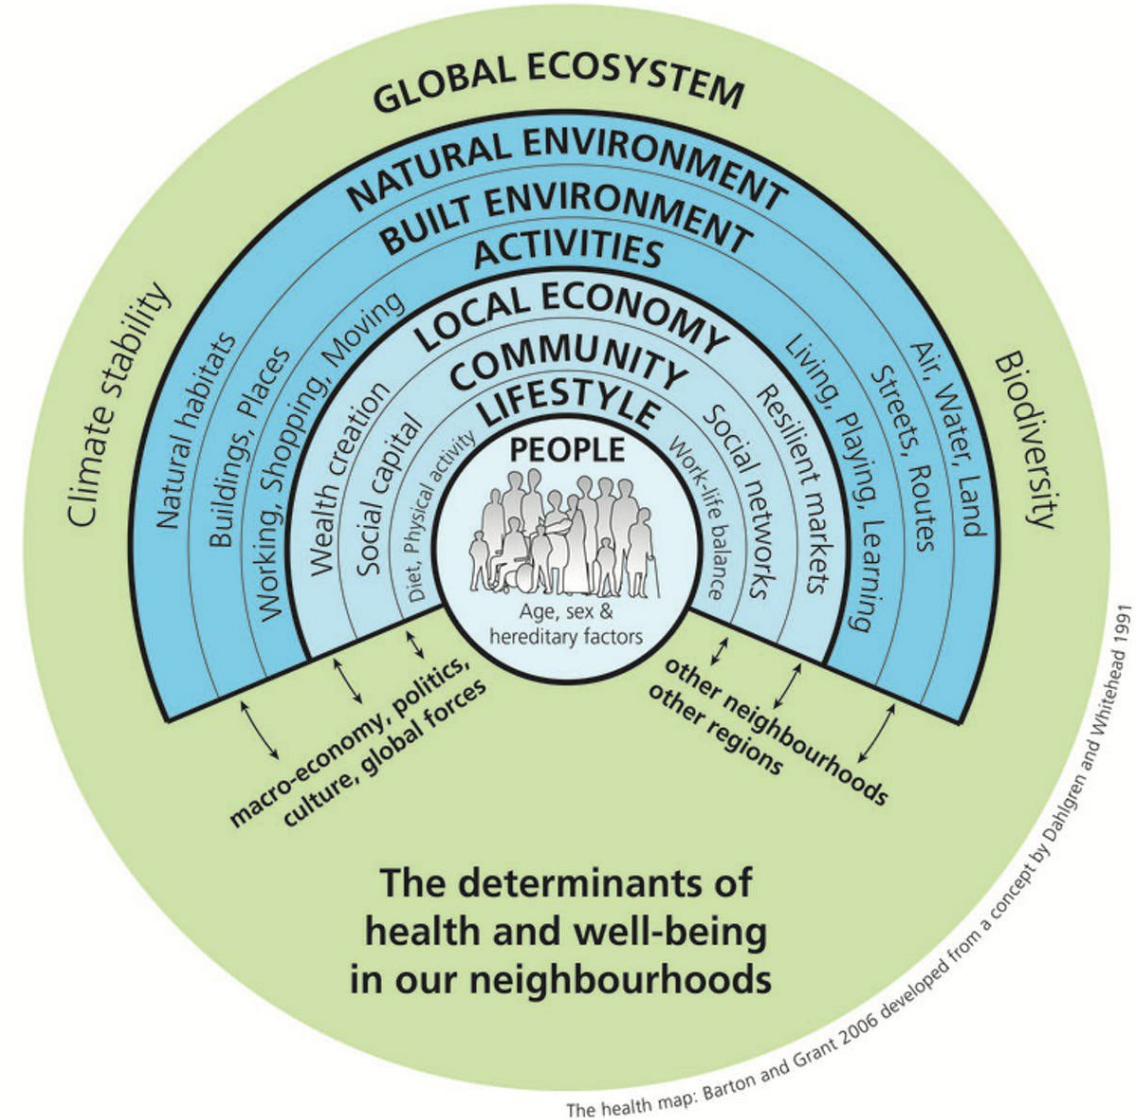 GLOBAL ECOSYSTEM
NATURAL ENVIRONMENT
BUILT ENVIRONMENT
ACTIVITIES
LOCAL ECONOMY
COMMUNITY
LIFESTYLE
PEOPLE
Climate stability
Natural habitats
Buildings, Places
Working, Shopping, Moving
Wealth creation
Social capital
Diet, Physical activity
Work-life balance
Social networks
Resilient markets
Living, Playing, Learning
Streets, Routes
Air, Water, Land
Biodiversity
Age, sex &
hereditary factors
macro-economy, politics,
culture, global forces
other neighbourhoods
other regions
The determinants of
health and well-being
in our neighbourhoods
The health map: Barton and Grant 2006 developed from a concept by Dahlgren and Whitehead 1991